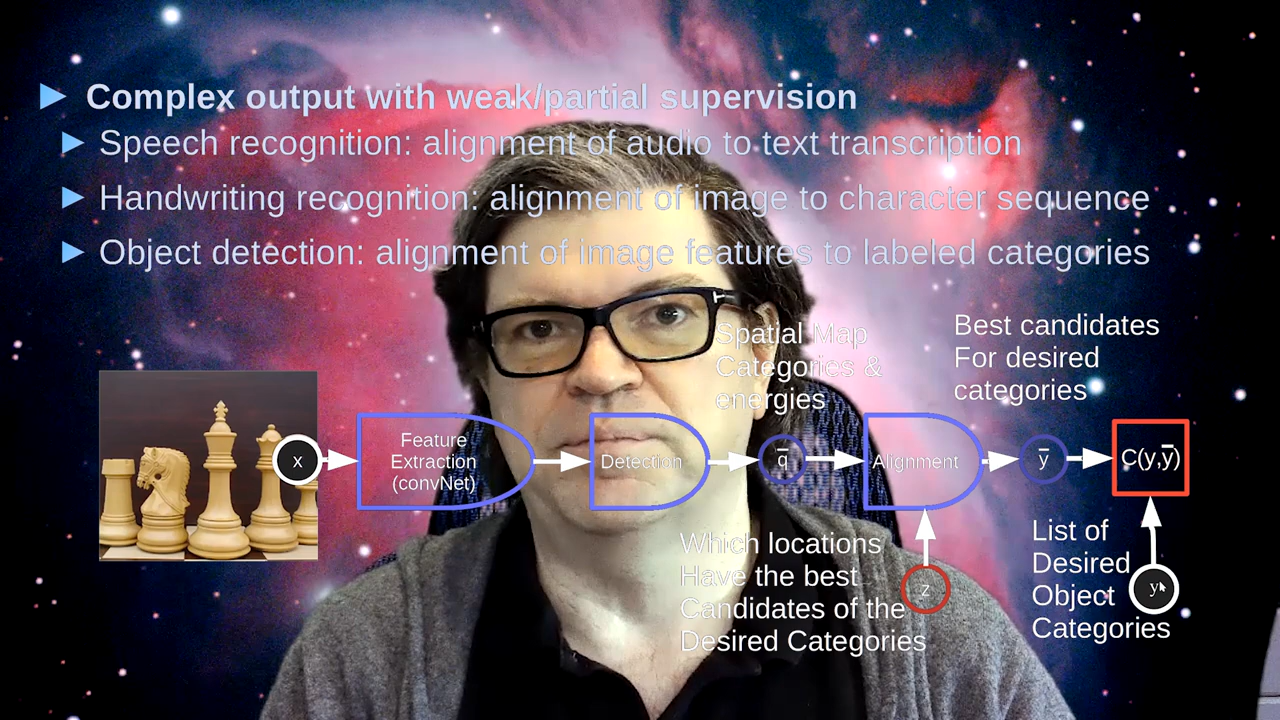 Complex output with weak/partial supervision
Speech recognition: alignment of audio to text transcription
Handwriting recognition: alignment of image to character sequence
Object detection: alignment of image features to labeled categories
Spatial Map
Categories &
energies
Best candidates
For desired
categories
x
Feature
Extraction
(convNet)
Detection
q̅
Alignment
y̅
C(y,y̅)
Which locations
Have the best
Candidates of the
Desired Categories
z
List of
Desired
Object
Categories
y